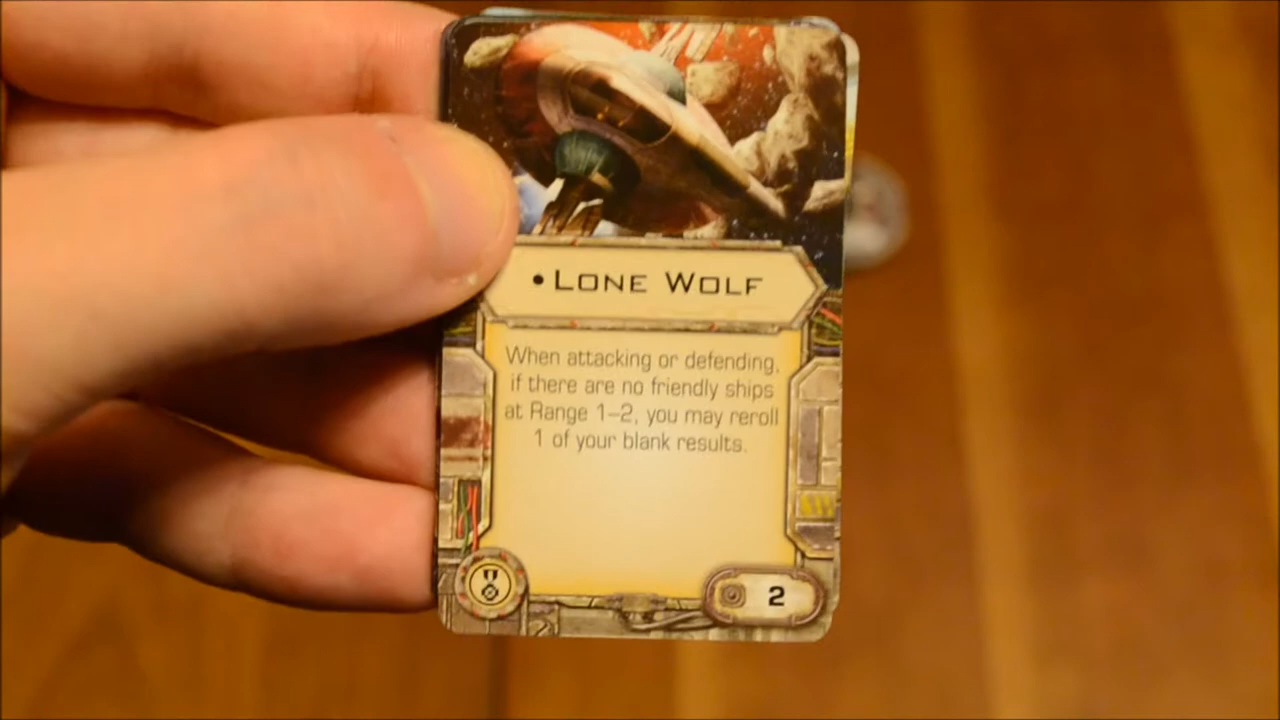 • LONE WOLF
When attacking or defending,
if there are no friendly ships
at Range 1–2, you may reroll
1 of your blank results.
2